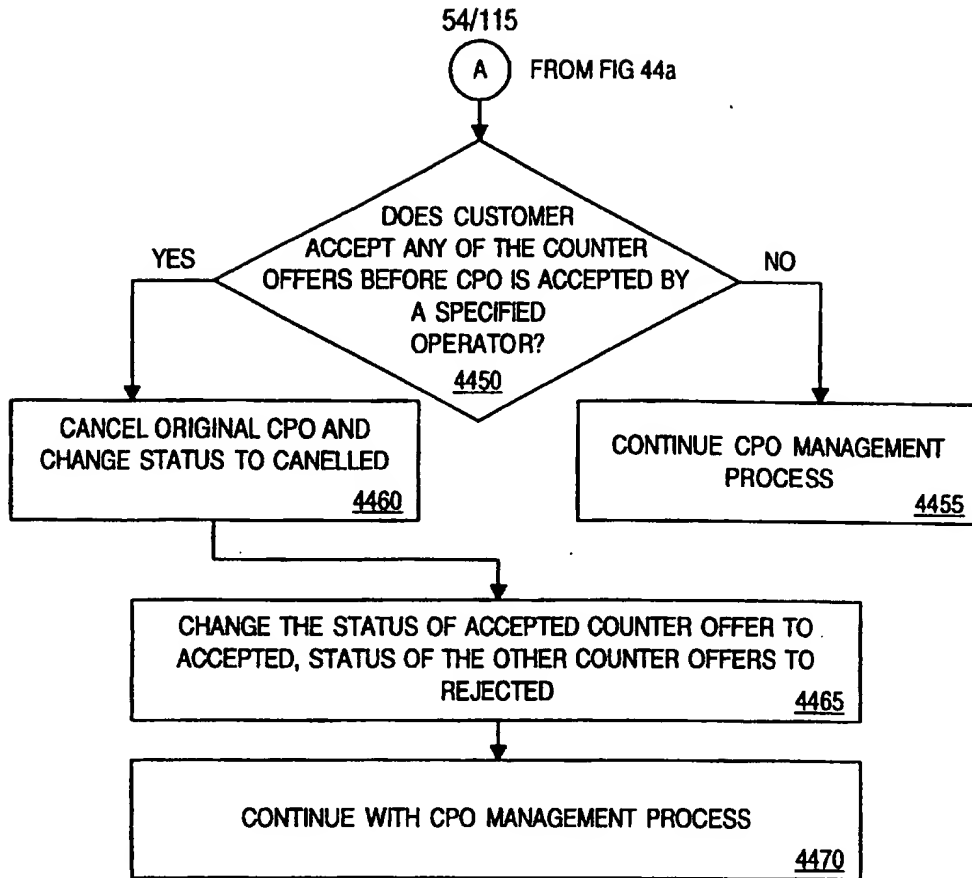 54/115
A FROM FIG 44a
DOES CUSTOMER
ACCEPT ANY OF THE COUNTER
OFFERS BEFORE CPO IS ACCEPTED BY
A SPECIFIED
OPERATOR?
4450
YES
NO
CANCEL ORIGINAL CPO AND
CHANGE STATUS TO CANELLED
4460
CONTINUE CPO MANAGEMENT
PROCESS
4455
CHANGE THE STATUS OF ACCEPTED COUNTER OFFER TO
ACCEPTED, STATUS OF THE OTHER COUNTER OFFERS TO
REJECTED
4465
CONTINUE WITH CPO MANAGEMENT PROCESS
4470